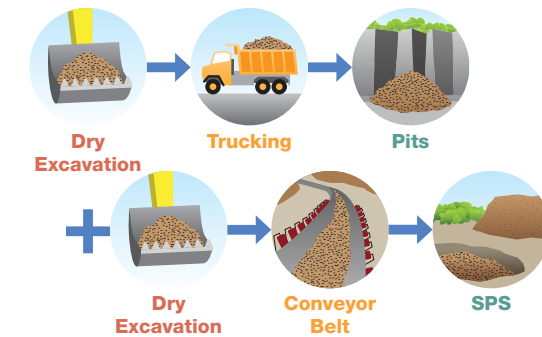 Dry
Excavation
Trucking
Pits
+
Dry
Excavation
Conveyor
Belt
SPS